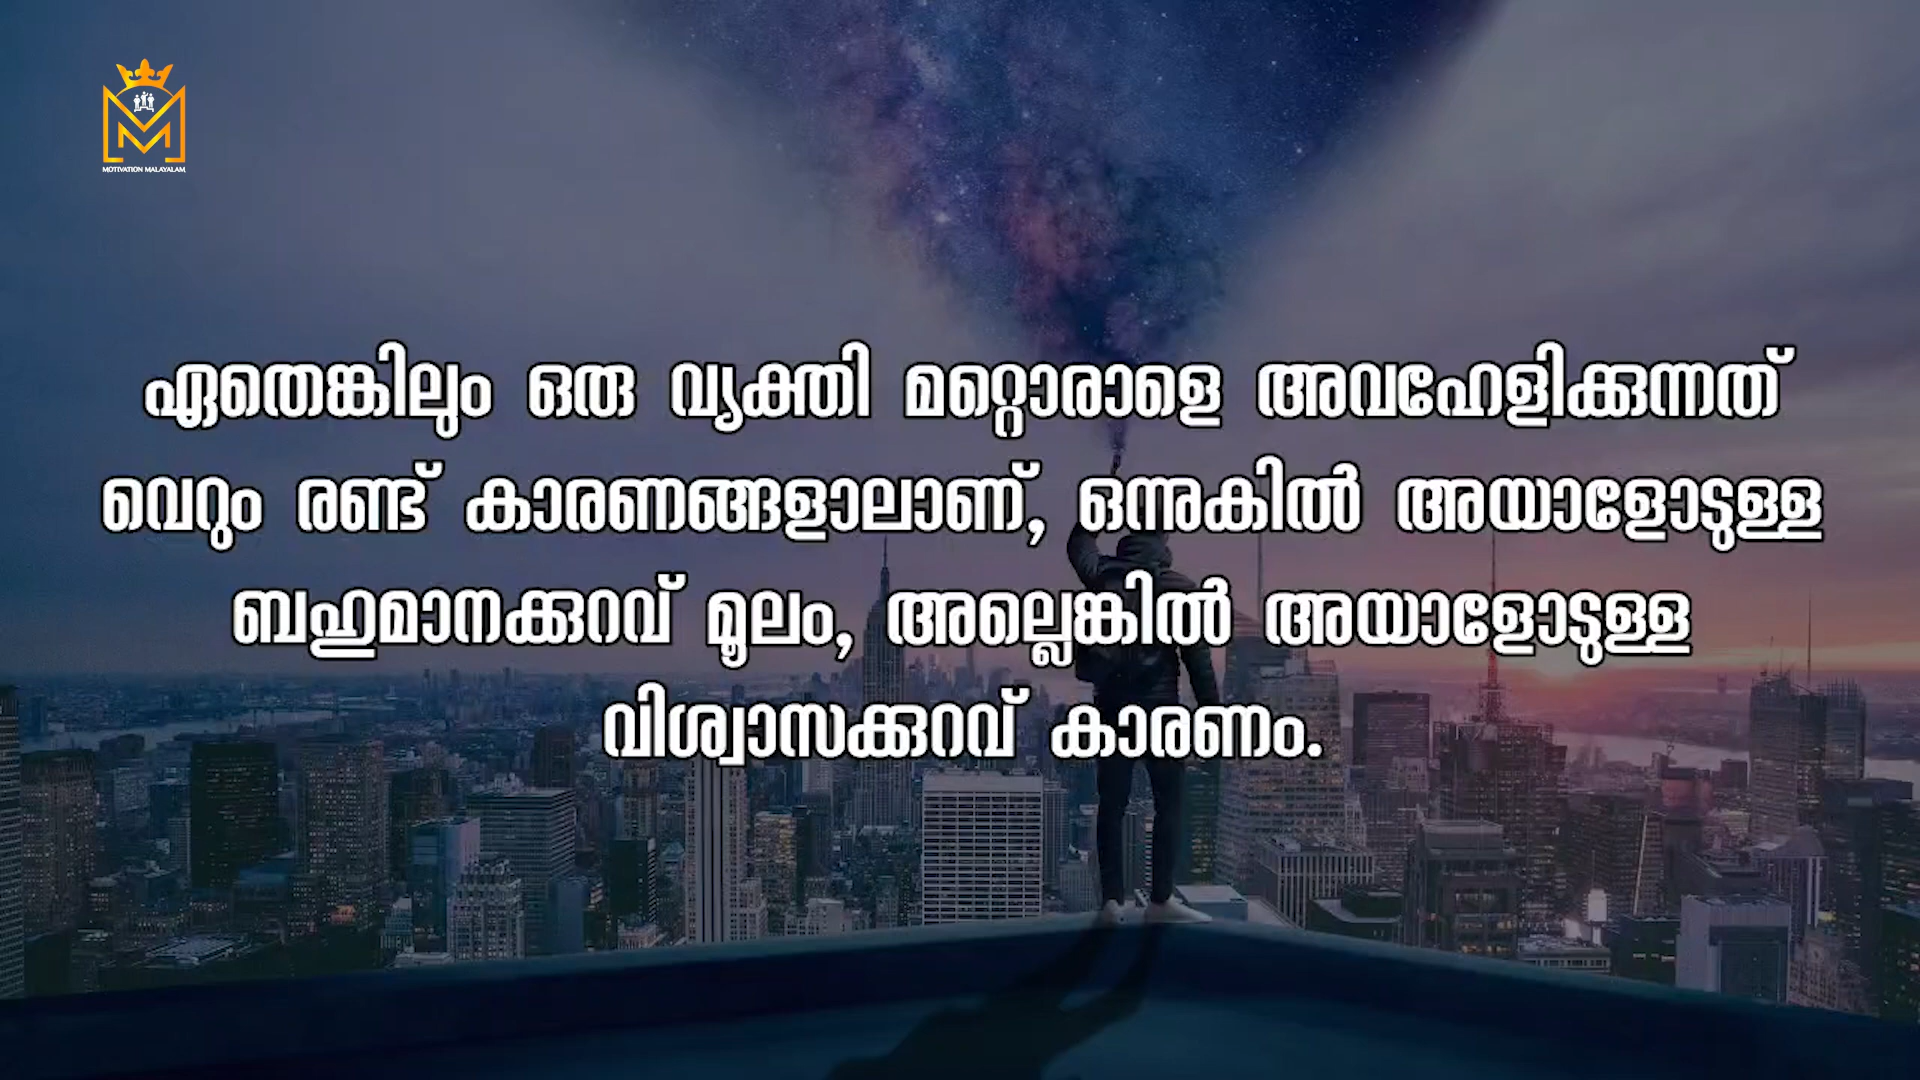 MOTIVATION MALAYALAM
ഏതെങ്കിലും ഒരു വ്യക്തി മറ്റൊരാളെ അവഹേളിക്കുന്നത്
വെറും രണ്ട് കാരണങ്ങളാലാണ്, ഒന്നുകിൽ അയാളോടുള്ള
ബഹുമാനക്കുറവ് മൂലം, അല്ലെങ്കിൽ അയാളോടുള്ള
വിശ്വാസക്കുറവ് കാരണം.